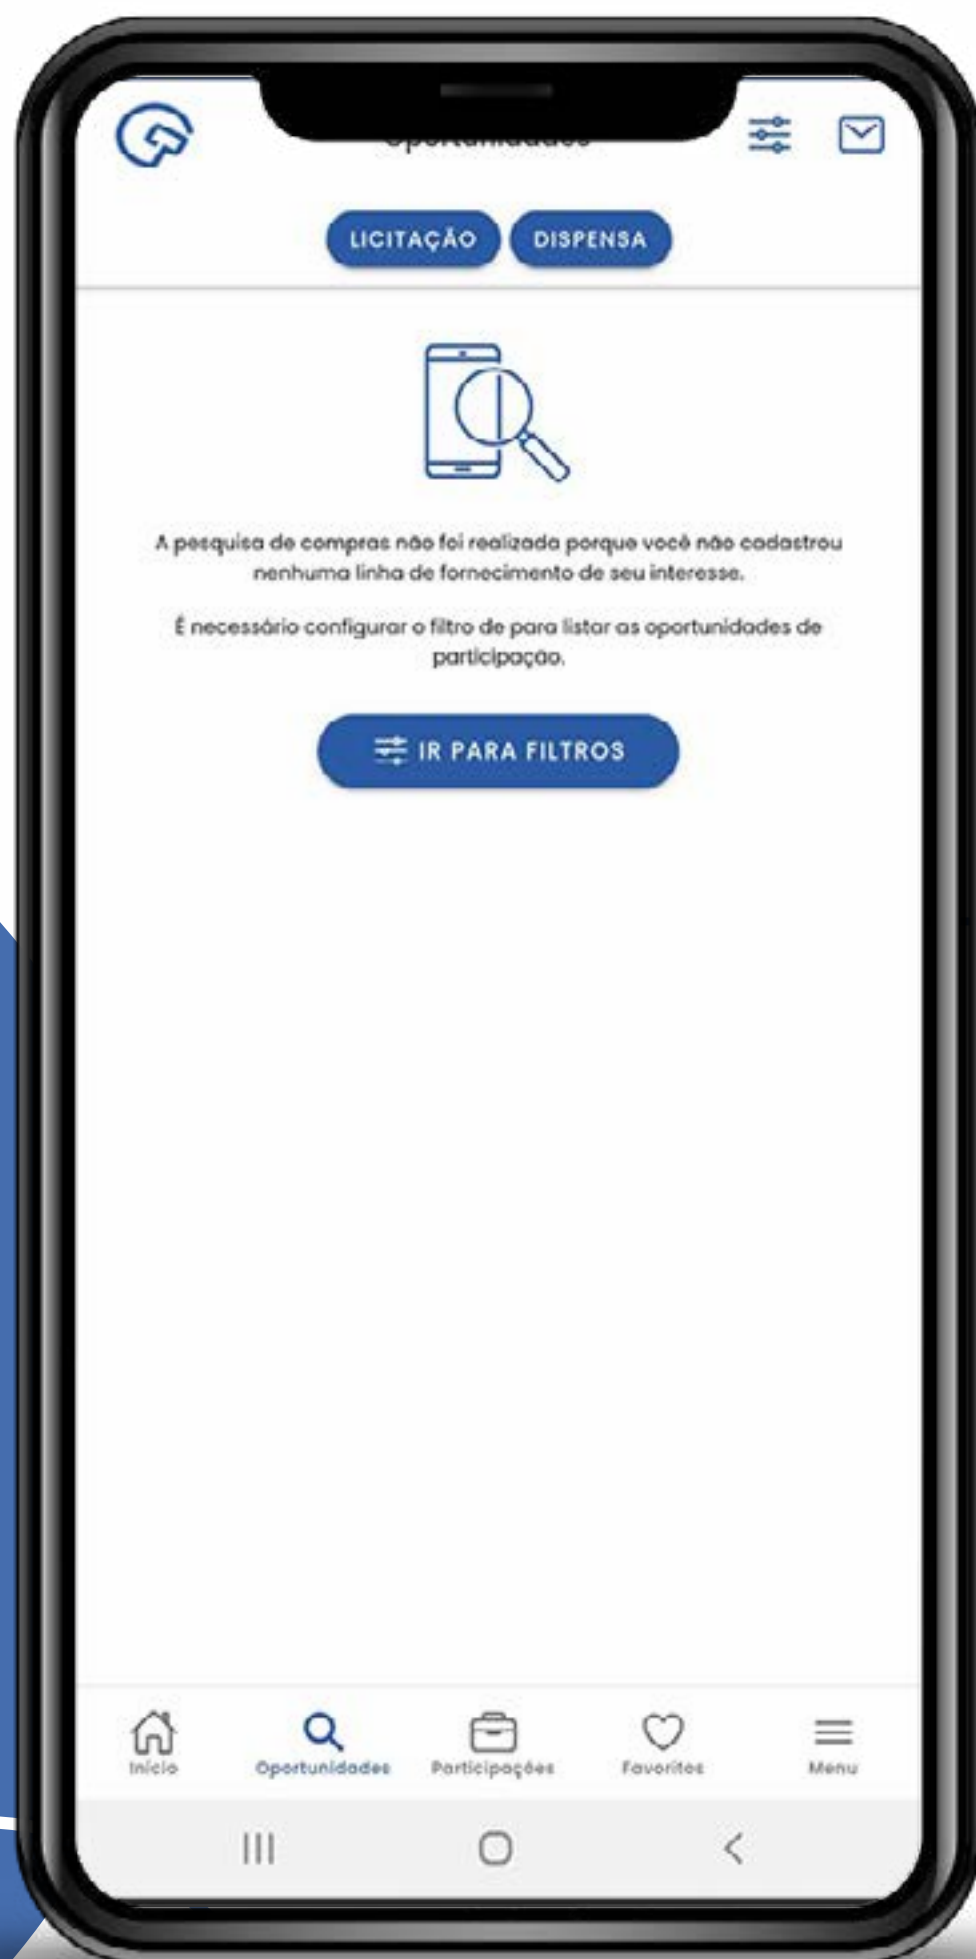 LICITAÇÃO DISPENSA
A pesquisa de compras não foi realizada porque você não cadastrou
nenhuma linha de fornecimento de seu interesse.
É necessário configurar o filtro de para listar as oportunidades de
participação.
IR PARA FILTROS
Início Oportunidades Participações Favoritos Menu